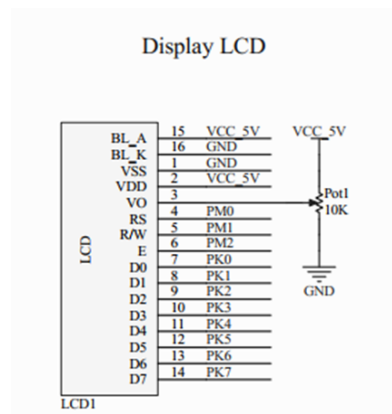 Display LCD
BL_A 15 VCC_5V VCC_5V
BL_K 16 GND
VSS 1 GND
VDD 2 VCC_5V
VO 3 Pot1
RS 4 PM0 10K
R/W 5 PM1
E 6 PM2
D0 7 PK0
D1 8 PK1 GND
D2 9 PK2
D3 10 PK3
D4 11 PK4
D5 12 PK5
D6 13 PK6
D7 14 PK7
LCD
LCD1